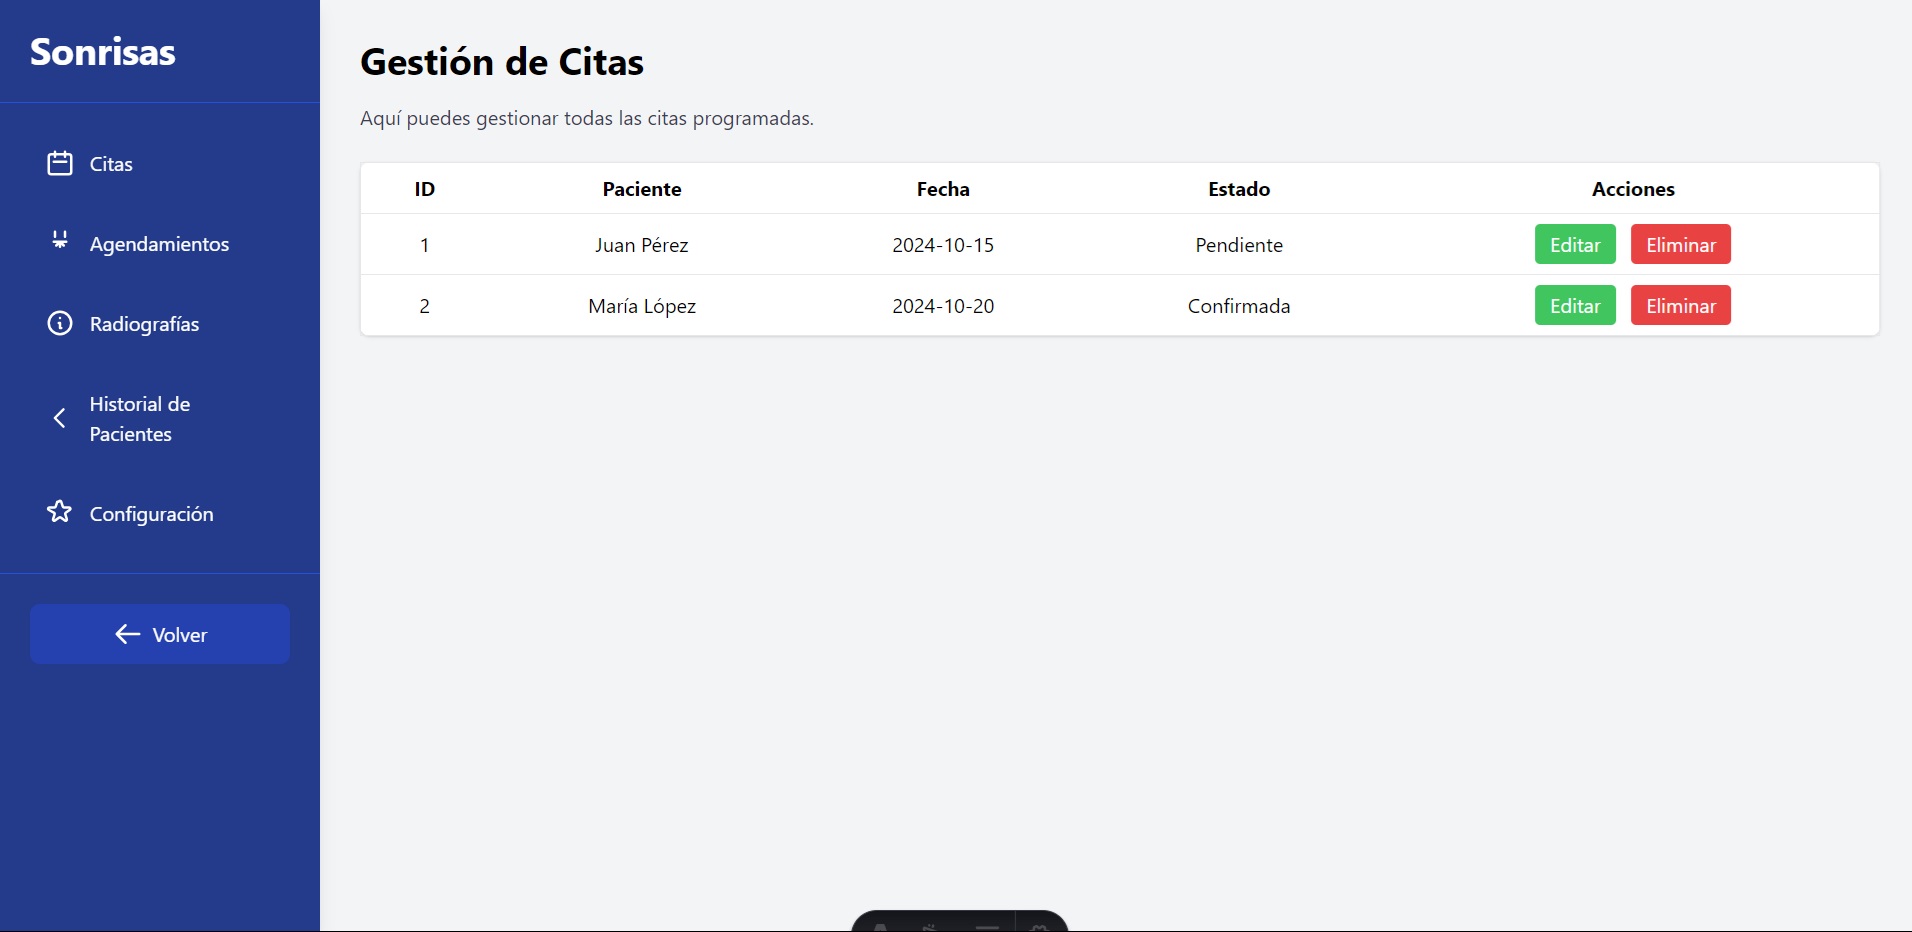 Sonrisas
Citas
Agendamientos
Radiografías
Historial de
Pacientes
Configuración
Volver
Gestión de Citas
Aquí puedes gestionar todas las citas programadas.
ID Paciente Fecha Estado Acciones
1 Juan Pérez 2024-10-15 Pendiente Editar Eliminar
2 María López 2024-10-20 Confirmada Editar Eliminar